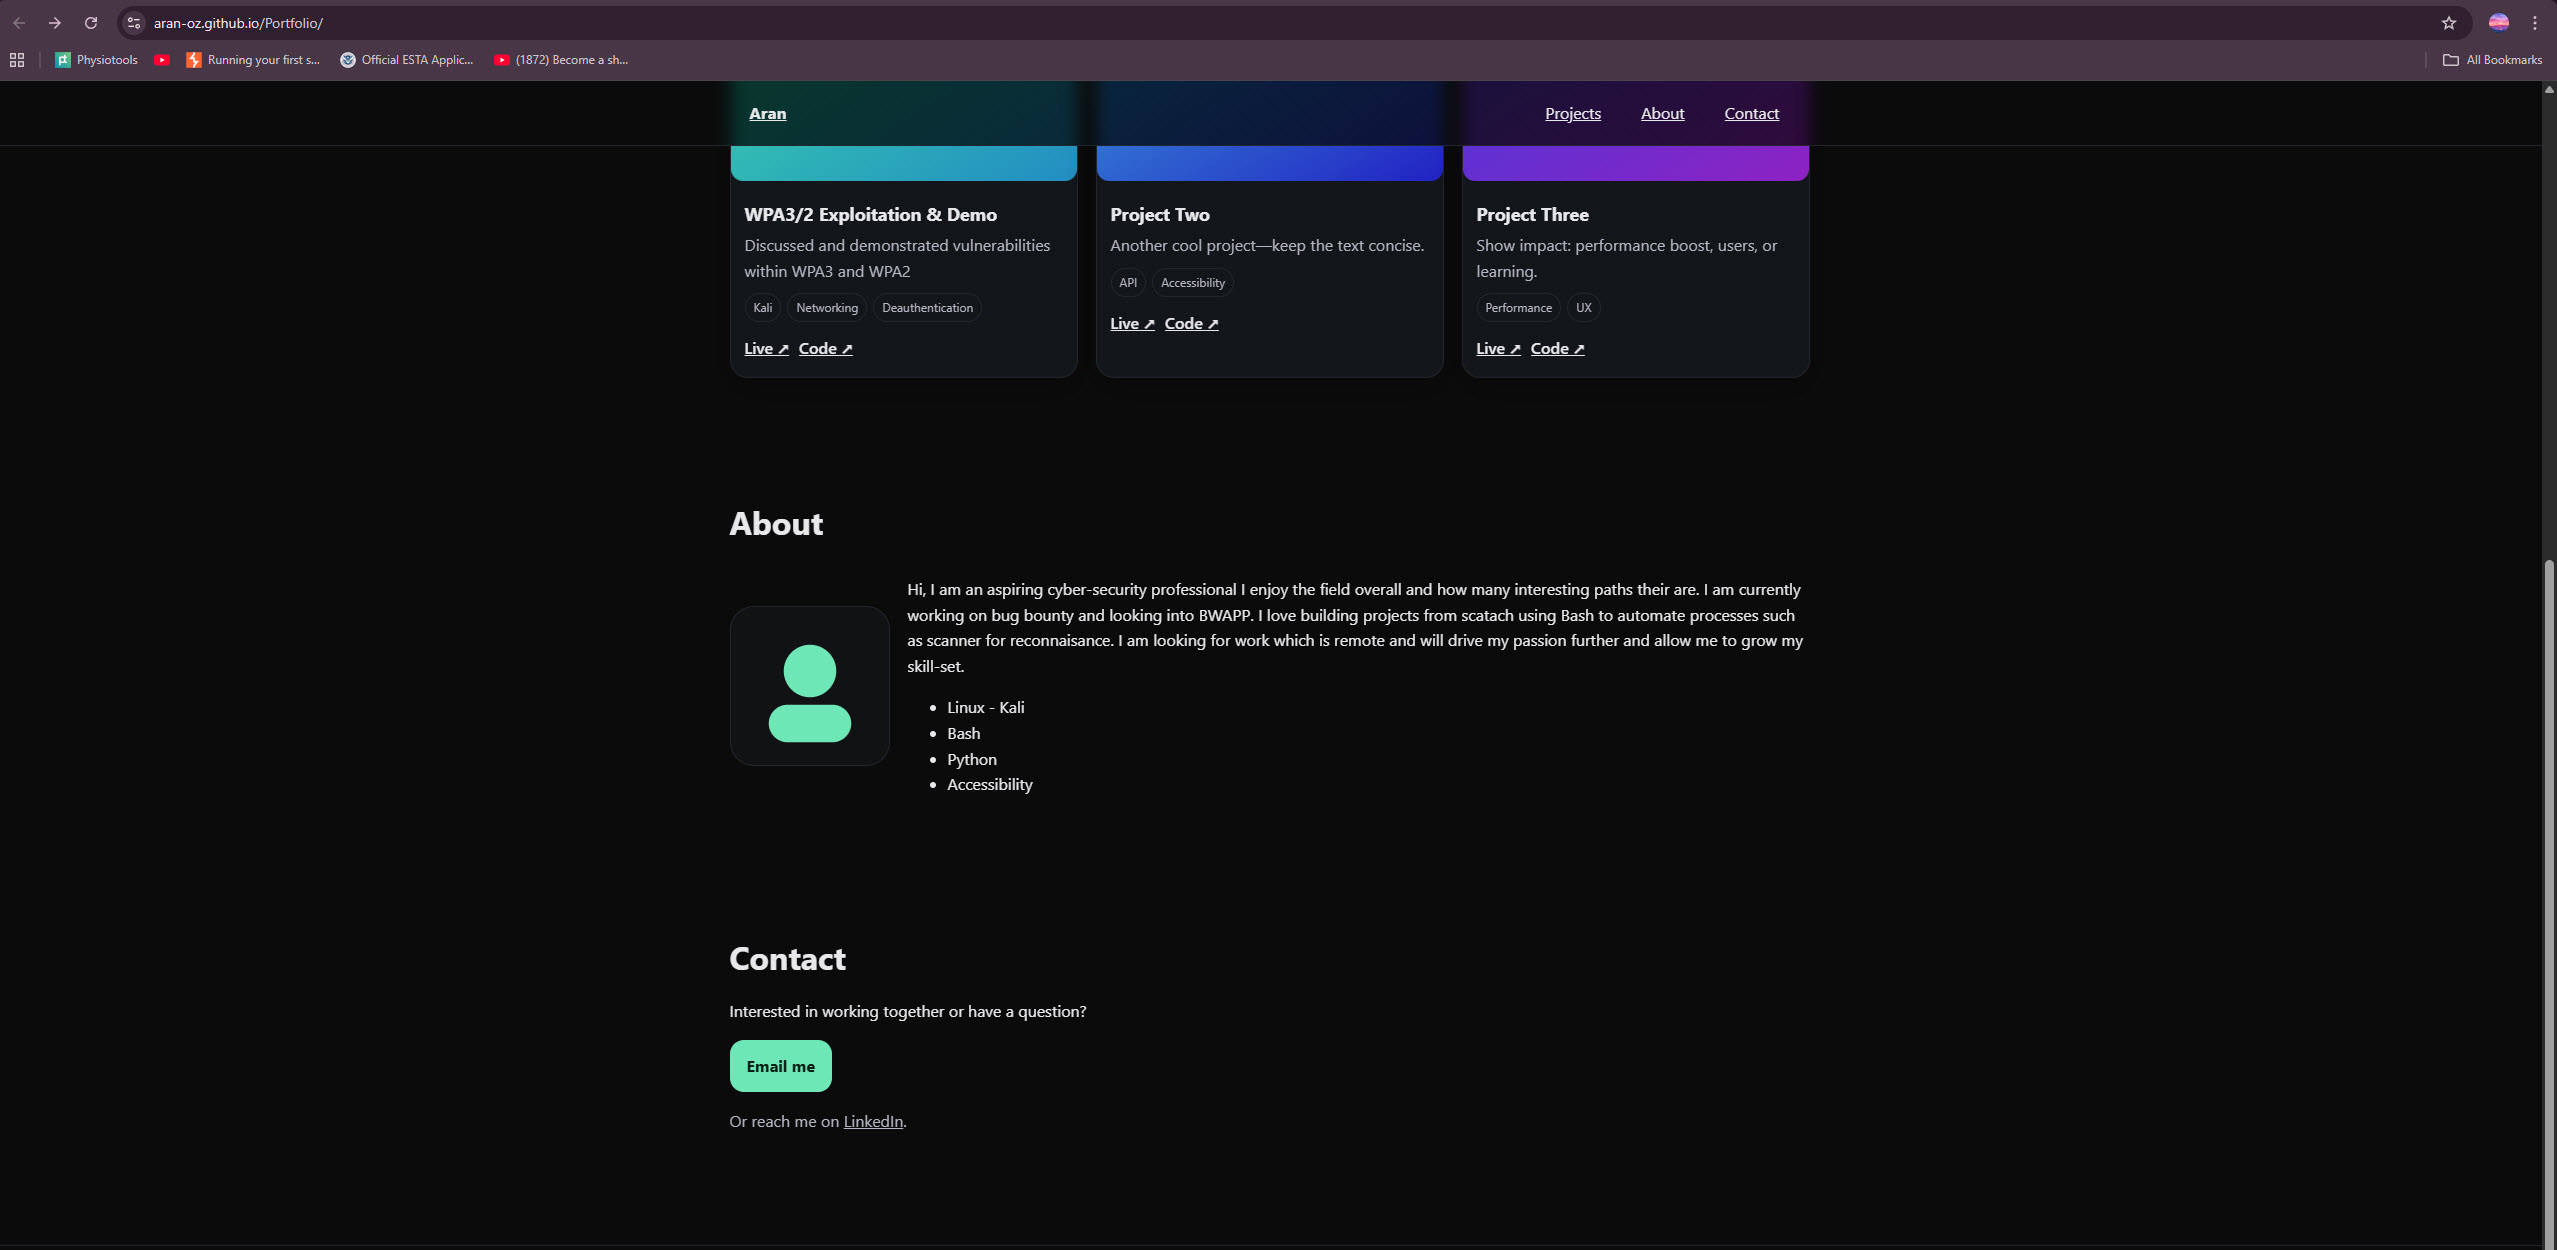 aran-oz.github.io/Portfolio/
Physiotools
Running your first s...
Official ESTA Applic...
(1872) Become a sh...
All Bookmarks
Aran
Projects
About
Contact
WPA3/2 Exploitation & Demo
Discussed and demonstrated vulnerabilities
within WPA3 and WPA2
Kali
Networking
Deauthentication
Live ↗ Code ↗
Project Two
Another cool project—keep the text concise.
API
Accessibility
Live ↗ Code ↗
Project Three
Show impact: performance boost, users, or
learning.
Performance
UX
Live ↗ Code ↗
About
Hi, I am an aspiring cyber-security professional I enjoy the field overall and how many interesting paths their are. I am currently
working on bug bounty and looking into BWAPP. I love building projects from scatach using Bash to automate processes such
as scanner for reconnaisance. I am looking for work which is remote and will drive my passion further and allow me to grow my
skill-set.
• Linux - Kali
• Bash
• Python
• Accessibility
Contact
Interested in working together or have a question?
Email me
Or reach me on LinkedIn.